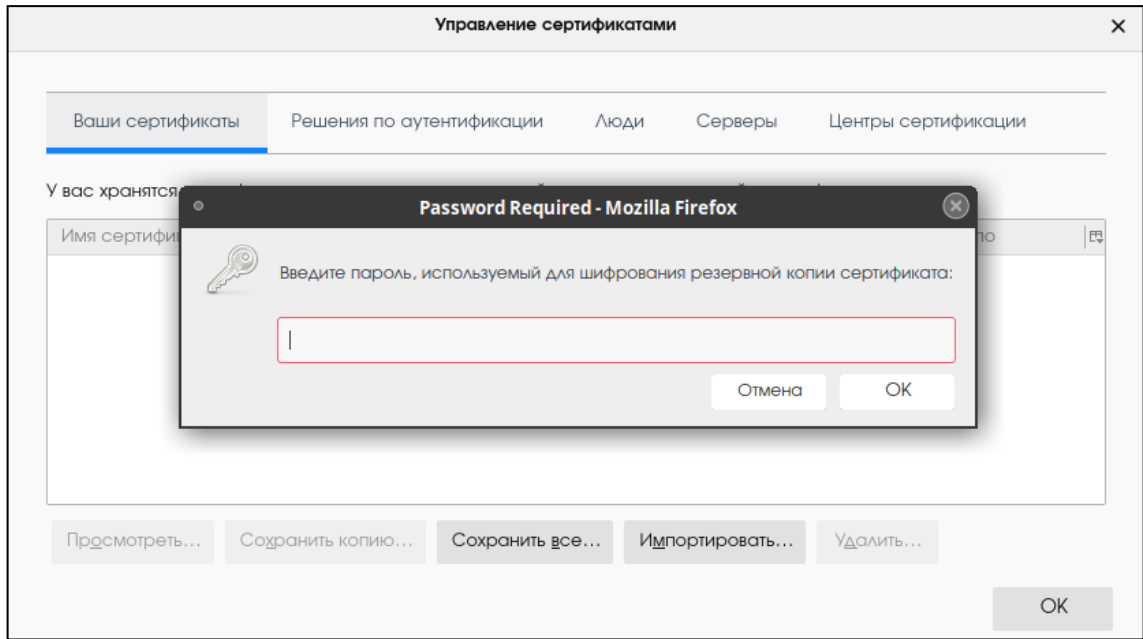 Управление сертификатами
Ваши сертификаты Решения по аутентификации Люди Серверы Центры сертификации
У вас хранятся
Password Required - Mozilla Firefox
Имя
Введите пароль, используемый для шифрования резервной копии сертификата:
Отмена OK
Просмотреть... Сохранить копию... Сохранить все... Импортировать... Удалить...
OK